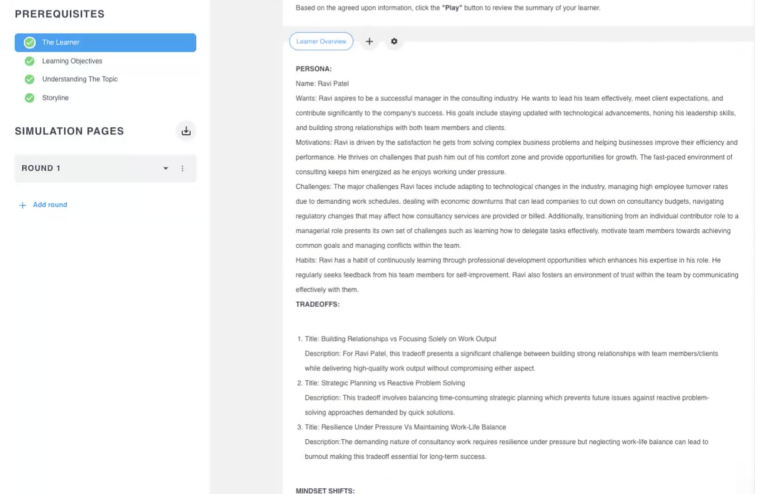 PREREQUISITES
The Learner
Learning Objectives
Understanding The Topic
Storyline
SIMULATION PAGES
ROUND 1
Add round
Based on the agreed upon information, click the "Play" button to review the summary of your learner.
Learner Overview
PERSONA:
Name: Ravi Patel
Wants: Ravi aspires to be a successful manager in the consulting industry. He wants to lead his team effectively, meet client expectations, and
contribute significantly to the company's success. His goals include staying updated with technological advancements, honing his leadership skills,
and building strong relationships with both team members and clients.
Motivations: Ravi is driven by the satisfaction he gets from solving complex business problems and helping businesses improve their efficiency and
performance. He thrives on challenges that push him out of his comfort zone and provide opportunities for growth. The fast-paced environment of
consulting keeps him energized as he enjoys working under pressure.
Challenges: The major challenges Ravi faces include adapting to technological changes in the industry, managing high employee turnover rates
due to demanding work schedules, dealing with economic downturns that can lead companies to cut down on consultancy budgets, navigating
regulatory changes that may affect how consultancy services are provided or billed. Additionally, transitioning from an individual contributor role to a
managerial role presents its own set of challenges such as learning how to delegate tasks effectively, motivate team members towards achieving
common goals and managing conflicts within the team.
Habits: Ravi has a habit of continuously learning through professional development opportunities which enhances his expertise in his role. He
regularly seeks feedback from his team members for self-improvement. Ravi also fosters an environment of trust within the team by communicating
effectively with them.
TRADEOFFS:
1. Title: Building Relationships vs Focusing Solely on Work Output
Description: For Ravi Patel, this tradeoff presents a significant challenge between building strong relationships with team members/clients
while delivering high-quality work output without compromising either aspect.
2. Title: Strategic Planning vs Reactive Problem Solving
Description: This tradeoff involves balancing time-consuming strategic planning which prevents future issues against reactive problem-
solving approaches demanded by quick solutions.
3. Title: Resilience Under Pressure Vs Maintaining Work-Life Balance
Description:The demanding nature of consultancy work requires resilience under pressure but neglecting work-life balance can lead to
burnout making this tradeoff essential for long-term success.
MINDSET SHIFTS: